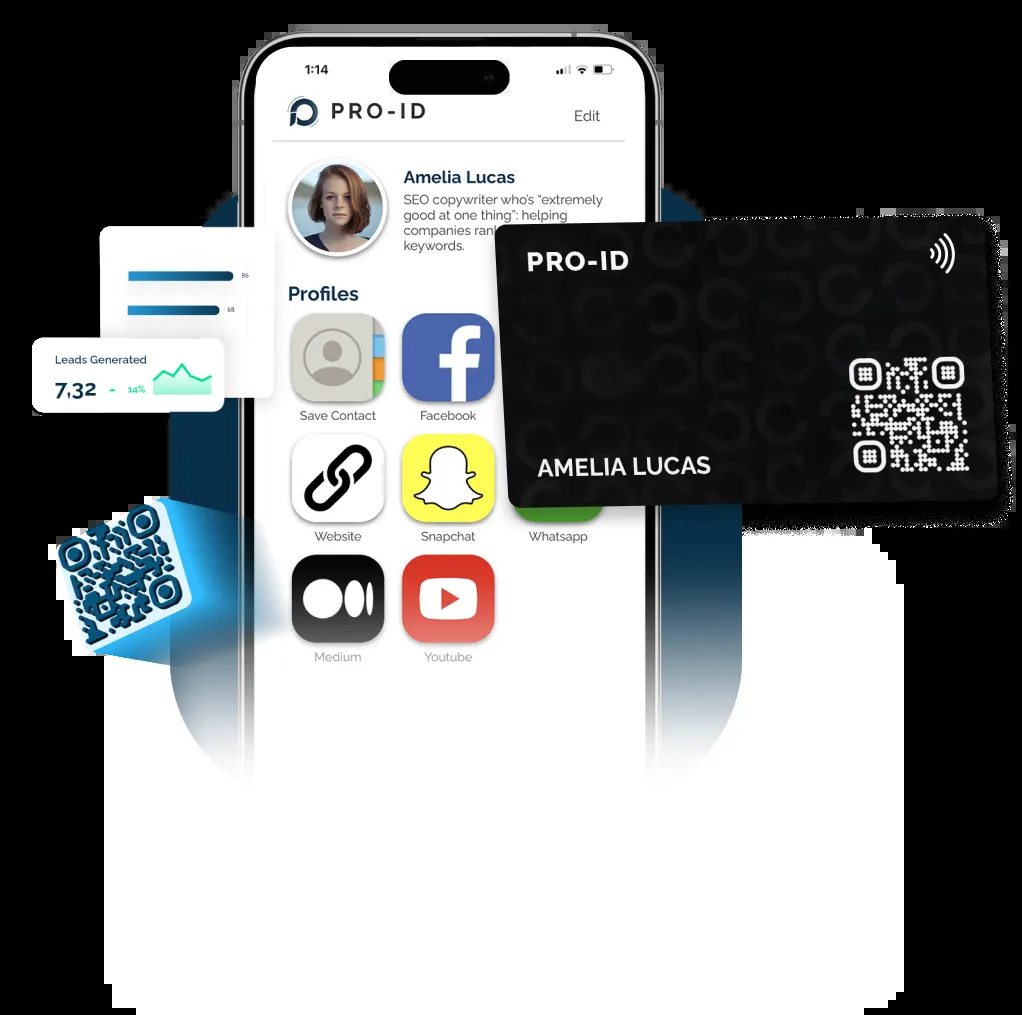 1:14
PRO-ID
Edit
Amelia Lucas
SEO copywriter who's “extremely
good at one thing”: helping
companies rank
keywords.
PRO-ID
86
68
Profiles
Leads Generated
7,32
14%
Save Contact
Facebook
AMELIA LUCAS
Website
Snapchat
Whatsapp
Medium
Youtube